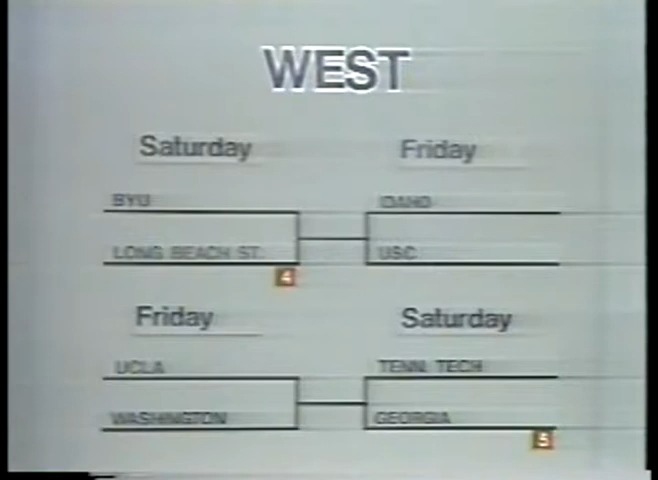 WEST
Saturday Friday
BYU IDAHO
LONG BEACH ST. USC
4
Friday Saturday
UCLA TENN. TECH
WASHINGTON GEORGIA
5